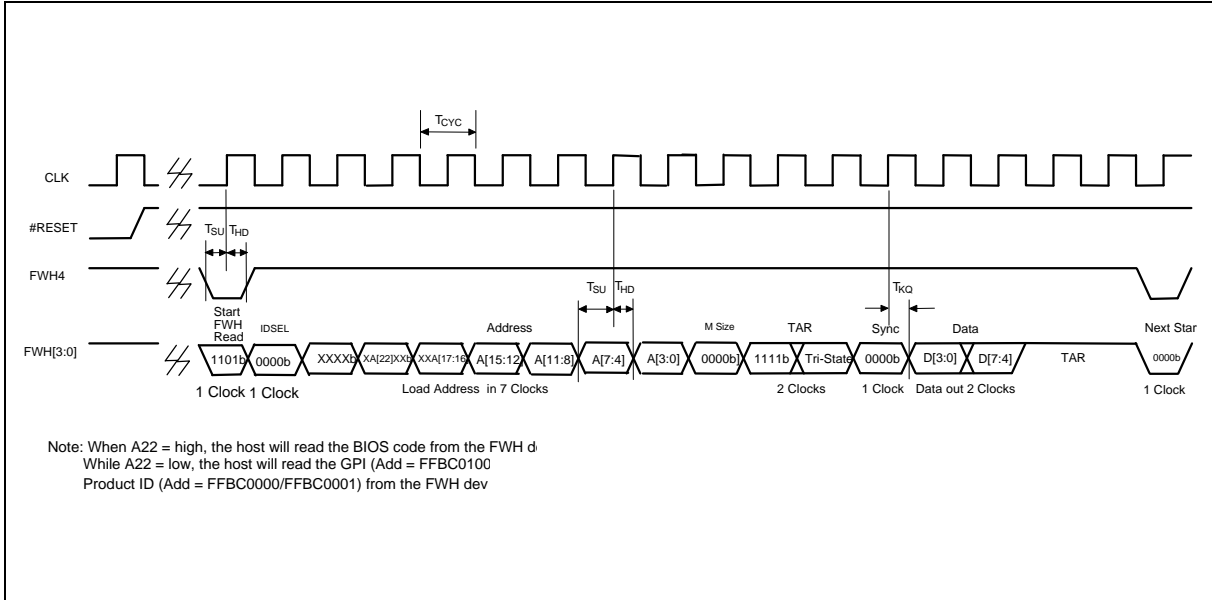 TCYC
CLK
#RESET
TSU THD
FWH4
TSU THD
TKQ
Start
FWH
Read
IDSEL
Address
M Size
TAR
Sync
Data
Next Star
FWH[3:0]
1101b 0000b XXXXb XA[22]XXb XXA[17:16] A[15:12] A[11:8] A[7:4] A[3:0] 0000b] 1111b Tri-State 0000b D[3:0] D[7:4] TAR 0000b
1 Clock 1 Clock Load Address in 7 Clocks 2 Clocks 1 Clock Data out 2 Clocks 1 Clock
Note: When A22 = high, the host will read the BIOS code from the FWH
While A22 = low, the host will read the GPI (Add = FFBC0100
Product ID (Add = FFBC0000/FFBC0001) from the FWH dev